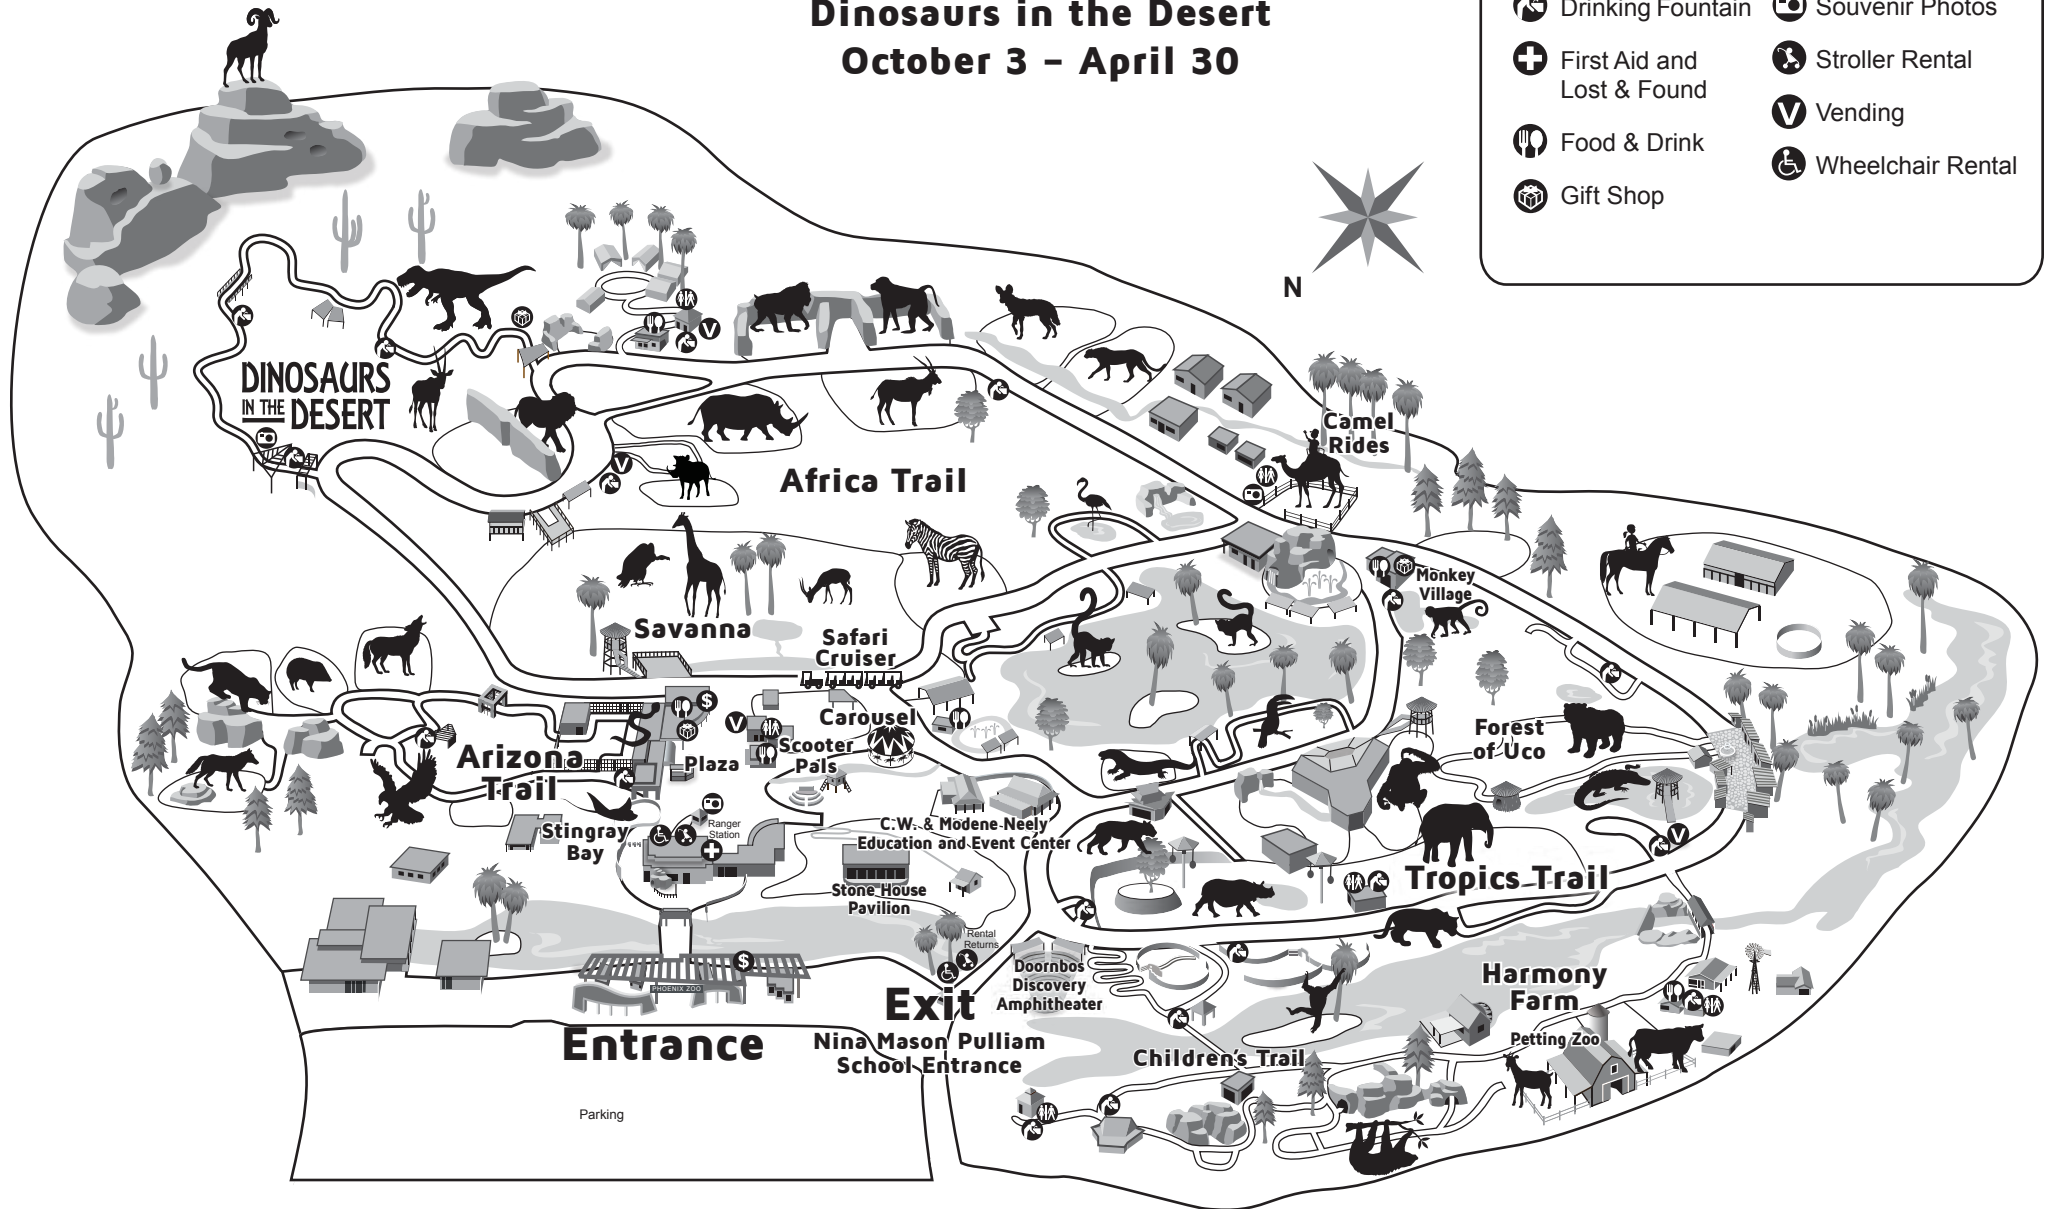 Dinosaurs in the Desert
October 3 – April 30
Drinking Fountain
First Aid and
Lost & Found
Food & Drink
Gift Shop
Souvenir Photos
Stroller Rental
V Vending
Wheelchair Rental
N
DINOSAURS
IN THE DESERT
V
Camel
Rides
Africa Trail
V
Monkey
Village
Savanna
Safari
Cruiser
$
V
Carousel
Scooter
Pals
Plaza
Arizona
Trail
Forest
of Uco
Stingray
Bay
Ranger
Station
C.W. & Modene Neely
Education and Event Center
V
Tropics Trail
Stone House
Pavilion
Rental
Returns
$
PHOENIX ZOO
Doornbos
Discovery
Amphitheater
Harmony
Farm
Exit
Entrance
Nina Mason Pulliam
School Entrance
Petting Zoo
Children's Trail
Parking